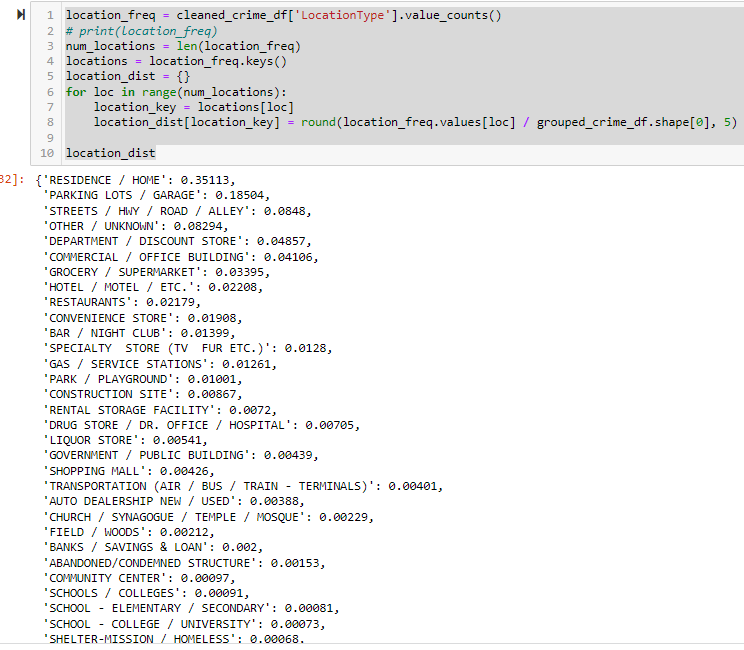 1 location_freq = cleaned_crime_df['LocationType'].value_counts()
2 # print(location_freq)
3 num_locations = len(location_freq)
4 locations = location_freq.keys()
5 location_dist = {}
6 for loc in range(num_locations):
7     location_key = locations[loc]
8     location_dist[location_key] = round(location_freq.values[loc] / grouped_crime_df.shape[0], 5)
9
10 location_dist
32]: {'RESIDENCE / HOME': 0.35113,
'PARKING LOTS / GARAGE': 0.18504,
'STREETS / HWY / ROAD / ALLEY': 0.0848,
'OTHER / UNKNOWN': 0.08294,
'DEPARTMENT / DISCOUNT STORE': 0.04857,
'COMMERCIAL / OFFICE BUILDING': 0.04106,
'GROCERY / SUPERMARKET': 0.03395,
'HOTEL / MOTEL / ETC.': 0.02208,
'RESTAURANTS': 0.02179,
'CONVENIENCE STORE': 0.01908,
'BAR / NIGHT CLUB': 0.01399,
'SPECIALTY  STORE (TV  FUR ETC.)': 0.0128,
'GAS / SERVICE STATIONS': 0.01261,
'PARK / PLAYGROUND': 0.01001,
'CONSTRUCTION SITE': 0.00867,
'RENTAL STORAGE FACILITY': 0.0072,
'DRUG STORE / DR. OFFICE / HOSPITAL': 0.00705,
'LIQUOR STORE': 0.00541,
'GOVERNMENT / PUBLIC BUILDING': 0.00439,
'SHOPPING MALL': 0.00426,
'TRANSPORTATION (AIR / BUS / TRAIN - TERMINALS)': 0.00401,
'AUTO DEALERSHIP NEW / USED': 0.00388,
'CHURCH / SYNAGOGUE / TEMPLE / MOSQUE': 0.00229,
'FIELD / WOODS': 0.00212,
'BANKS / SAVINGS & LOAN': 0.002,
'ABANDONED/CONDEMNED STRUCTURE': 0.00153,
'COMMUNITY CENTER': 0.00097,
'SCHOOLS / COLLEGES': 0.00091,
'SCHOOL - ELEMENTARY / SECONDARY': 0.00081,
'SCHOOL - COLLEGE / UNIVERSITY': 0.00073,
'SHELTER-MISSION / HOMELESS': 0.00068,